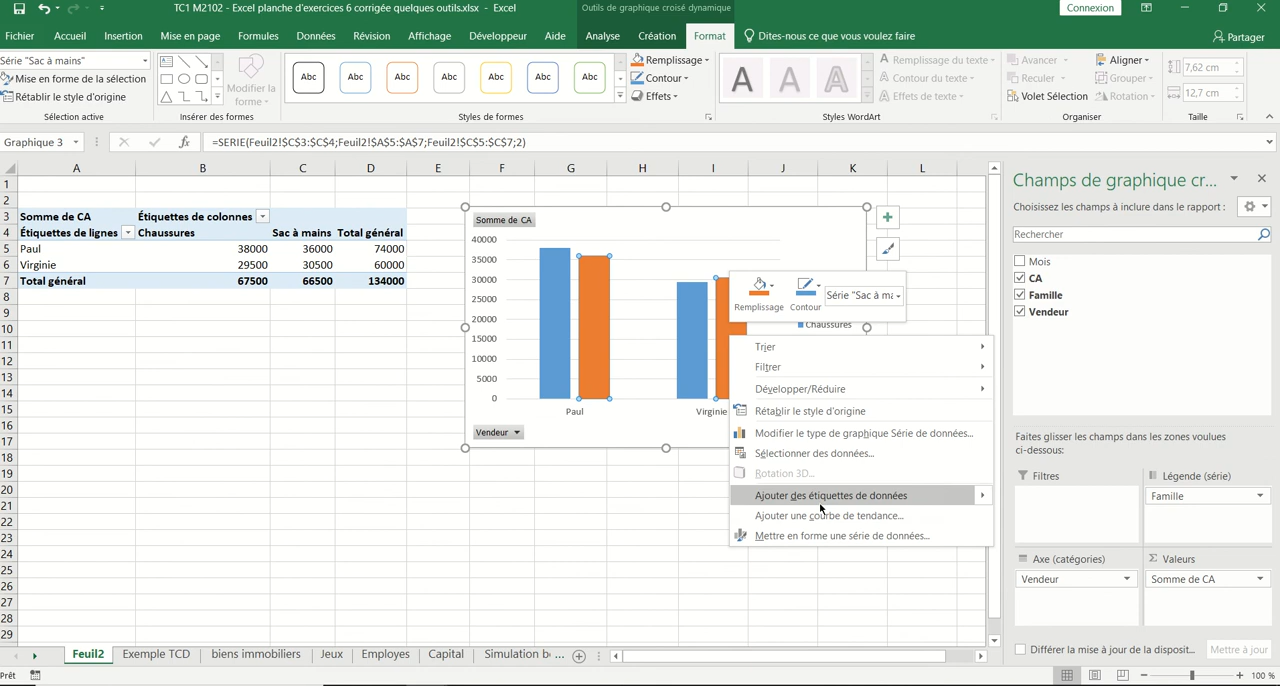 TC1 M2102 - Excel planche d'exercices 6 corrigée quelques outils.xlsx - Excel
Outils de graphique croisé dynamique
Connexion
Fichier Accueil Insertion Mise en page Formules Données Révision Affichage Développeur Aide Analyse Création Format Dites-nous ce que vous voulez faire Partager
Série "Sac à mains"
Mise en forme de la sélection
Rétablir le style d'origine
Sélection active
Modifier la forme
Insérer des formes
Abc Abc Abc Abc Abc Abc Abc
Remplissage
Contour
Effets
Styles de formes
A A A
Remplissage du texte
Contour du texte
Effets de texte
Styles WordArt
Avancer
Reculer
Volet Sélection
Aligner
Grouper
Rotation
Organiser
7,62 cm
12,7 cm
Taille
Graphique 3
fx
=SERIE(Feuil2!$C$3:$C$4;Feuil2!$A$5:$A$7;Feuil2!$C$5:$C$7;2)
A B C D E F G H I J K L
1
2
3 Somme de CA Étiquettes de colonnes
4 Étiquettes de lignes Chaussures Sac à mains Total général
5 Paul 38000 36000 74000
6 Virginie 29500 30500 60000
7 Total général 67500 66500 134000
8
9
10
11
12
13
14
15
16
17
18
19
20
21
22
23
24
25
26
27
28
29
Somme de CA
40000
35000
30000
25000
20000
15000
10000
5000
0
Paul
Virginie
Chaussures
Vendeur
Remplissage
Contour
Série "Sac à ma
Trier
Filtrer
Développer/Réduire
Rétablir le style d'origine
Modifier le type de graphique Série de données...
Sélectionner des données...
Rotation 3D...
Ajouter des étiquettes de données
Ajouter une courbe de tendance...
Mettre en forme une série de données...
Champs de graphique cr...
Choisissez les champs à inclure dans le rapport :
Rechercher
Mois
CA
Famille
Vendeur
Faites glisser les champs dans les zones voulues
ci-dessous:
Filtres
Légende (série)
Famille
Axe (catégories)
Vendeur
Σ Valeurs
Somme de CA
Différer la mise à jour de la disposit...
Mettre à jour
Feuil2 Exemple TCD biens immobiliers Jeux Employes Capital Simulation b ...
Prêt
100 %